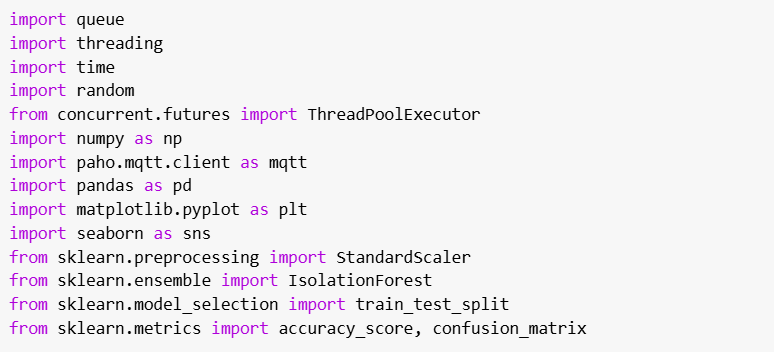 import queue
import threading
import time
import random
from concurrent.futures import ThreadPoolExecutor
import numpy as np
import paho.mqtt.client as mqtt
import pandas as pd
import matplotlib.pyplot as plt
import seaborn as sns
from sklearn.preprocessing import StandardScaler
from sklearn.ensemble import IsolationForest
from sklearn.model_selection import train_test_split
from sklearn.metrics import accuracy_score, confusion_matrix